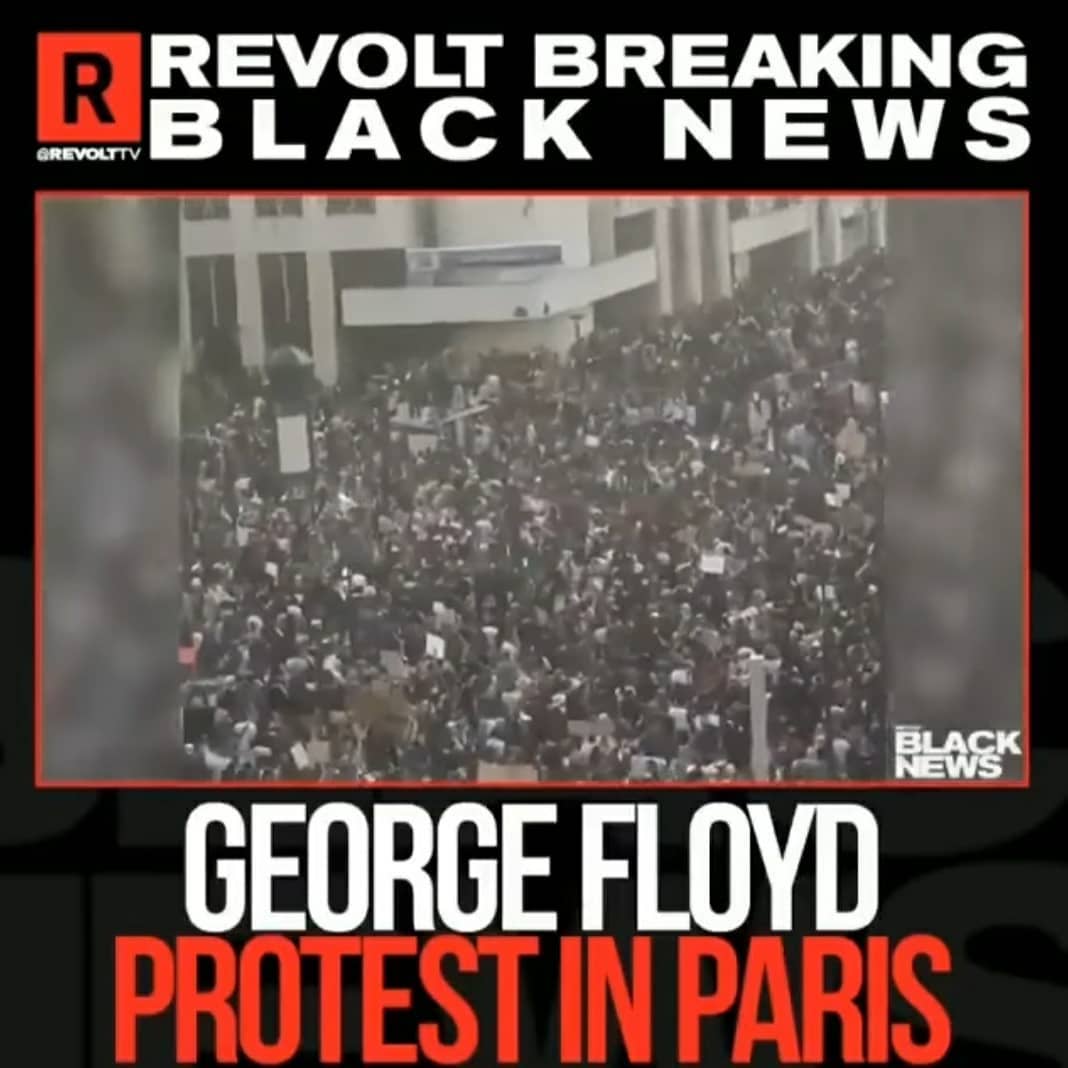 R
REVOLT BREAKING
BLACK NEWS
@REVOLTTV
BLACK
NEWS
GEORGE FLOYD
PROTEST IN PARIS